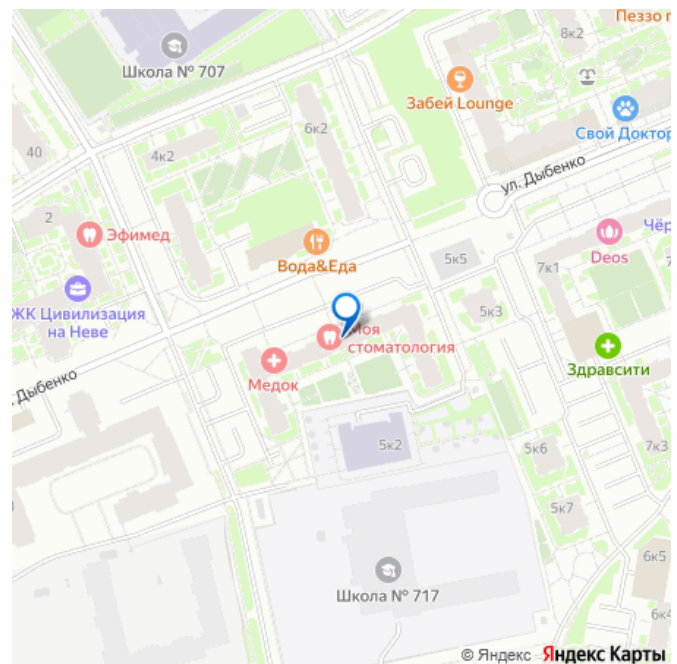 Пеззо
8к2
Школа № 707
Забей Lounge
Свой Доктор
6к2
40
4к2
ул. Дыбенко
2
Эфимед
Вода&Еда
Чёр
Deos
5к5
7к1
ЖК Цивилизация
на Неве
5к3
Моя
стоматология
Здравсити
Медок
. Дыбенко
5к2
5к6
7к3
5к7
6к5
Школа № 717
6к4
© Яндекс Яндекс Карты